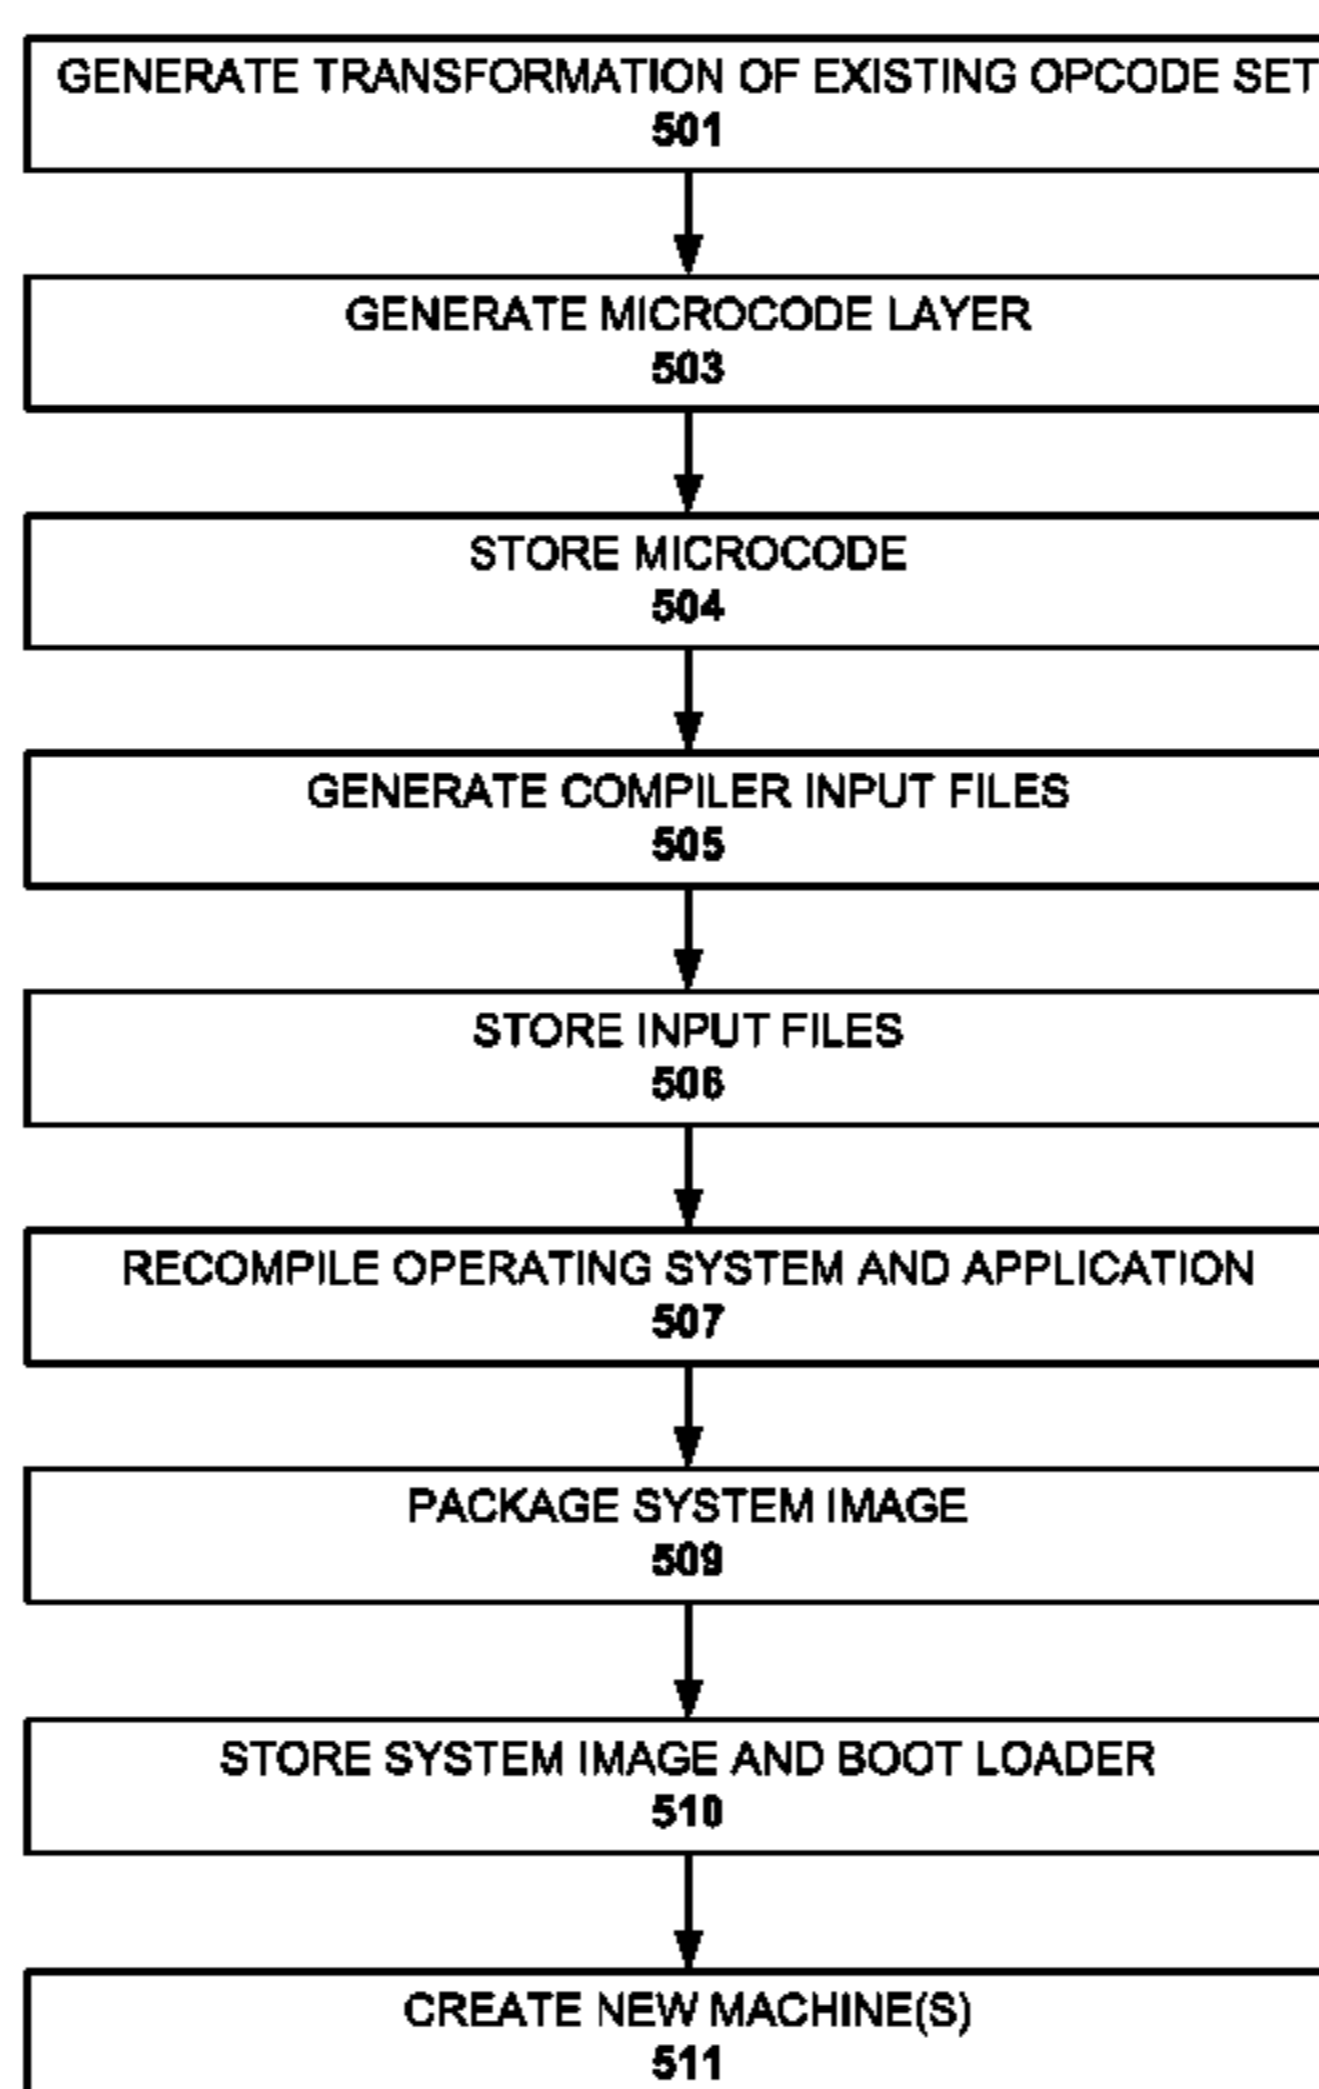 GENERATE TRANSFORMATION OF EXISTING OPCODE SET
501
GENERATE MICROCODE LAYER
503
STORE MICROCODE
504
GENERATE COMPILER INPUT FILES
505
STORE INPUT FILES
506
RECOMPILE OPERATING SYSTEM AND APPLICATION
507
PACKAGE SYSTEM IMAGE
509
STORE SYSTEM IMAGE AND BOOT LOADER
510
CREATE NEW MACHINE(S)
511